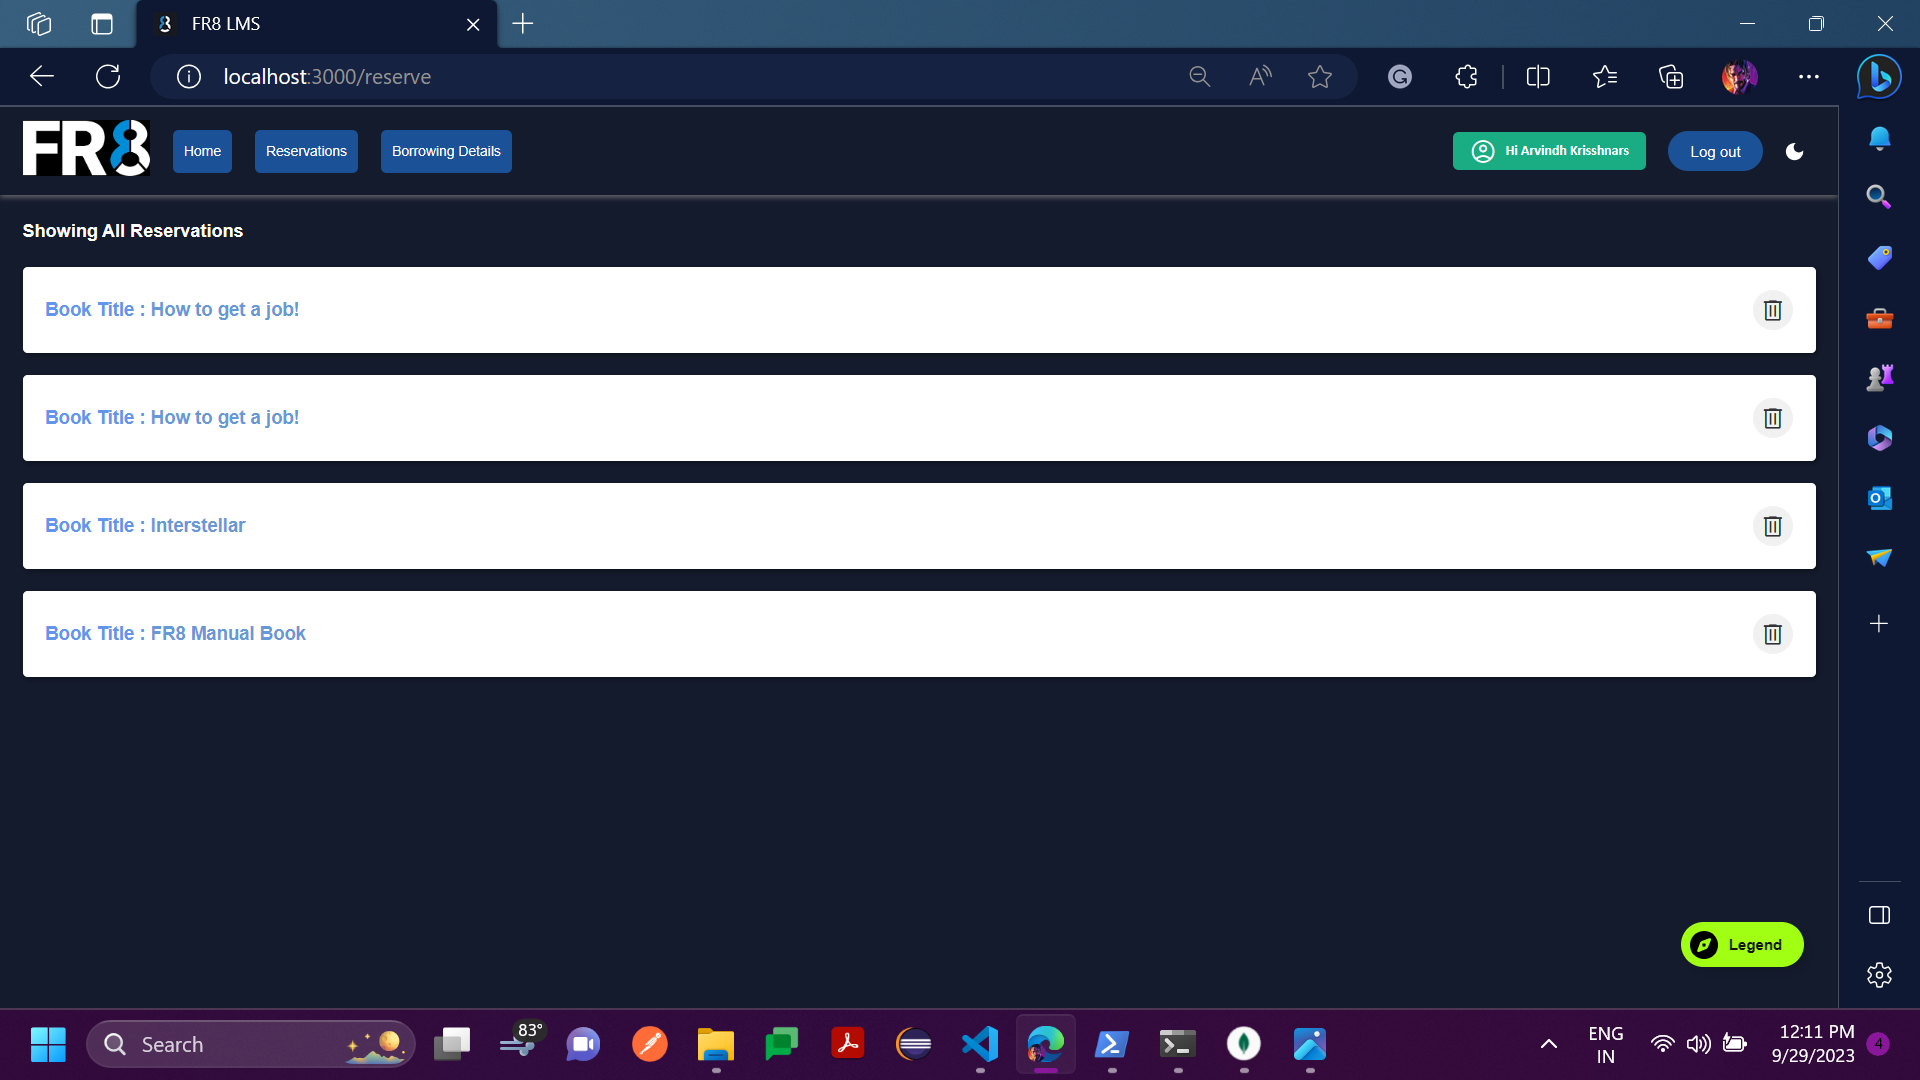 FR8 LMS
localhost:3000/reserve
FR8
Home
Reservations
Borrowing Details
Hi Arvindh Krisshnars
Log out
Showing All Reservations
Book Title : How to get a job!
Book Title : How to get a job!
Book Title : Interstellar
Book Title : FR8 Manual Book
Legend
Search
83°
ENG
IN
12:11 PM
9/29/2023
4